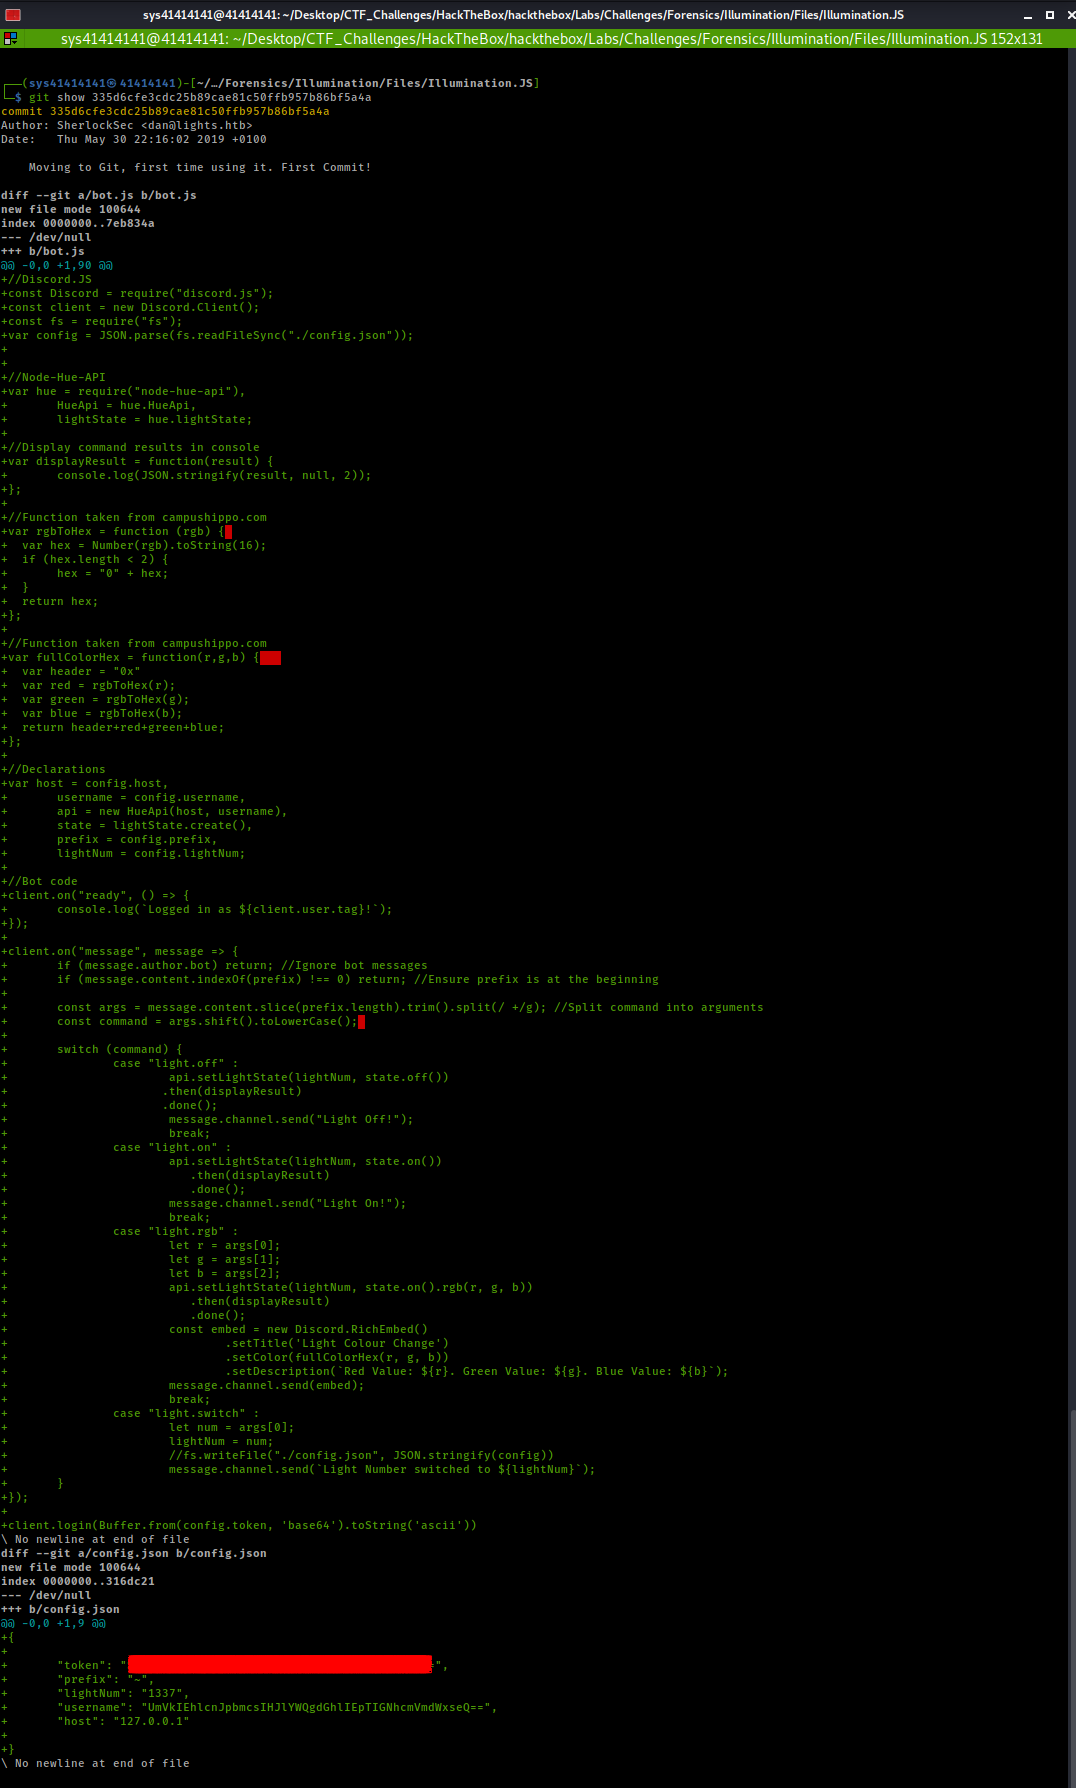 sys41414141@41414141: ~/Desktop/CTF_Challenges/HackTheBox/hackthebox/Labs/Challenges/Forensics/Illumination/Files/Illumination.JS
sys41414141@41414141: ~/Desktop/CTF_Challenges/HackTheBox/hackthebox/Labs/Challenges/Forensics/Illumination/Files/Illumination.JS 152x131
┌──(sys41414141㉿41414141)-[~/…/Forensics/Illumination/Files/Illumination.JS]
└─$ git show 335d6cfe3cdc25b89cae81c50ffb957b86bf5a4a
commit 335d6cfe3cdc25b89cae81c50ffb957b86bf5a4a
Author: SherlockSec <dan@lights.htb>
Date:   Thu May 30 22:16:02 2019 +0100
    Moving to Git, first time using it. First Commit!
diff --git a/bot.js b/bot.js
new file mode 100644
index 0000000..7eb834a
--- /dev/null
+++ b/bot.js
@@ -0,0 +1,90 @@
+//Discord.JS
+const Discord = require("discord.js");
+const client = new Discord.Client();
+const fs = require("fs");
+var config = JSON.parse(fs.readFileSync("./config.json"));
+
+
+//Node-Hue-API
+var hue = require("node-hue-api"),
+       HueApi = hue.HueApi,
+       lightState = hue.lightState;
+
+//Display command results in console
+var displayResult = function(result) {
+       console.log(JSON.stringify(result, null, 2));
+};
+
+//Function taken from campushippo.com
+var rgbToHex = function (rgb) {
+  var hex = Number(rgb).toString(16);
+  if (hex.length < 2) {
+       hex = "0" + hex;
+  }
+  return hex;
+};
+
+//Function taken from campushippo.com
+var fullColorHex = function(r,g,b) {
+  var header = "0x"
+  var red = rgbToHex(r);
+  var green = rgbToHex(g);
+  var blue = rgbToHex(b);
+  return header+red+green+blue;
+};
+
+//Declarations
+var host = config.host,
+       username = config.username,
+       api = new HueApi(host, username),
+       state = lightState.create(),
+       prefix = config.prefix,
+       lightNum = config.lightNum;
+
+//Bot code
+client.on("ready", () => {
+       console.log(`Logged in as ${client.user.tag}!`);
+});
+
+client.on("message", message => {
+       if (message.author.bot) return; //Ignore bot messages
+       if (message.content.indexOf(prefix) !== 0) return; //Ensure prefix is at the beginning
+
+       const args = message.content.slice(prefix.length).trim().split(/ +/g); //Split command into arguments
+       const command = args.shift().toLowerCase();
+
+       switch (command) {
+               case "light.off" :
+                       api.setLightState(lightNum, state.off())
+                      .then(displayResult)
+                      .done();
+                       message.channel.send("Light Off!");
+                       break;
+               case "light.on" :
+                       api.setLightState(lightNum, state.on())
+                          .then(displayResult)
+                          .done();
+                       message.channel.send("Light On!");
+                       break;
+               case "light.rgb" :
+                       let r = args[0];
+                       let g = args[1];
+                       let b = args[2];
+                       api.setLightState(lightNum, state.on().rgb(r, g, b))
+                          .then(displayResult)
+                          .done();
+                       const embed = new Discord.RichEmbed()
+                               .setTitle('Light Colour Change')
+                               .setColor(fullColorHex(r, g, b))
+                               .setDescription(`Red Value: ${r}. Green Value: ${g}. Blue Value: ${b}`);
+                       message.channel.send(embed);
+                       break;
+               case "light.switch" :
+                       let num = args[0];
+                       lightNum = num;
+                       //fs.writeFile("./config.json", JSON.stringify(config))
+                       message.channel.send(`Light Number switched to ${lightNum}`);
+       }
+});
+
+client.login(Buffer.from(config.token, 'base64').toString('ascii'))
\ No newline at end of file
diff --git a/config.json b/config.json
new file mode 100644
index 0000000..316dc21
--- /dev/null
+++ b/config.json
@@ -0,0 +1,9 @@
+{
+
+       "token": "=",
+       "prefix": "~",
+       "lightNum": "1337",
+       "username": "UmVkIEhlcnJpbmcsIHJlYWQgdGhlIEpTIGNhcmVmdWxseQ==",
+       "host": "127.0.0.1"
+
+}
\ No newline at end of file